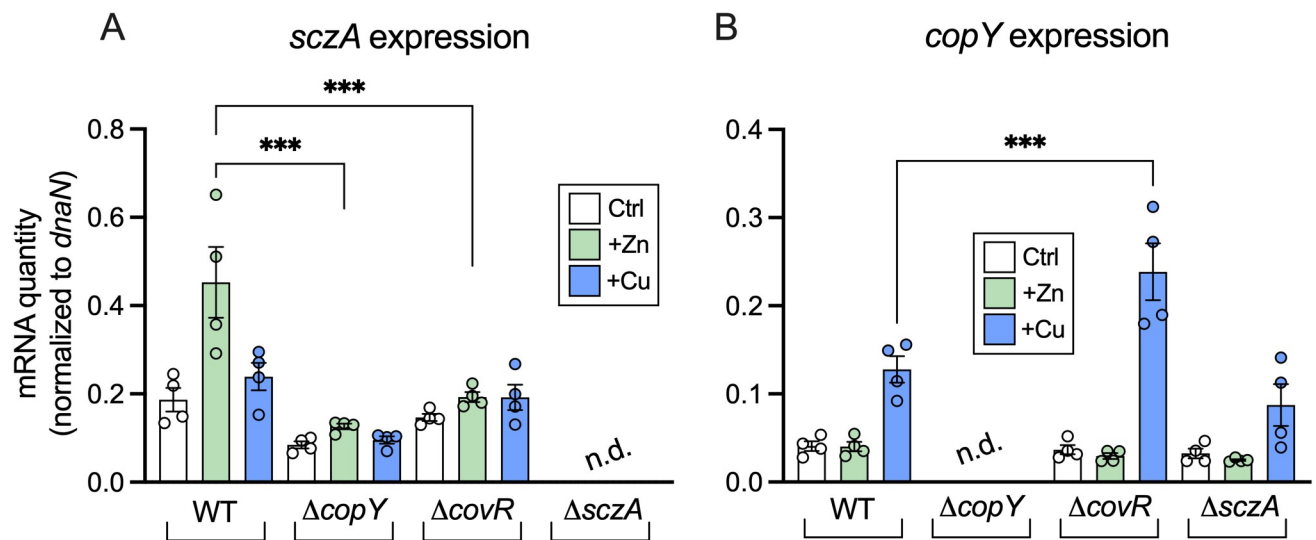 A
sczA expression
mRNA quantity
(normalized to dnaN)
0.8
0.6
0.4
0.2
0.0
***
***
Ctrl
+Zn
+Cu
n.d.
WT
ΔcopY
ΔcovR
ΔsczA
B
copY expression
0.4
0.3
0.2
0.1
0.0
***
Ctrl
+Zn
+Cu
n.d.
WT
ΔcopY
ΔcovR
ΔsczA